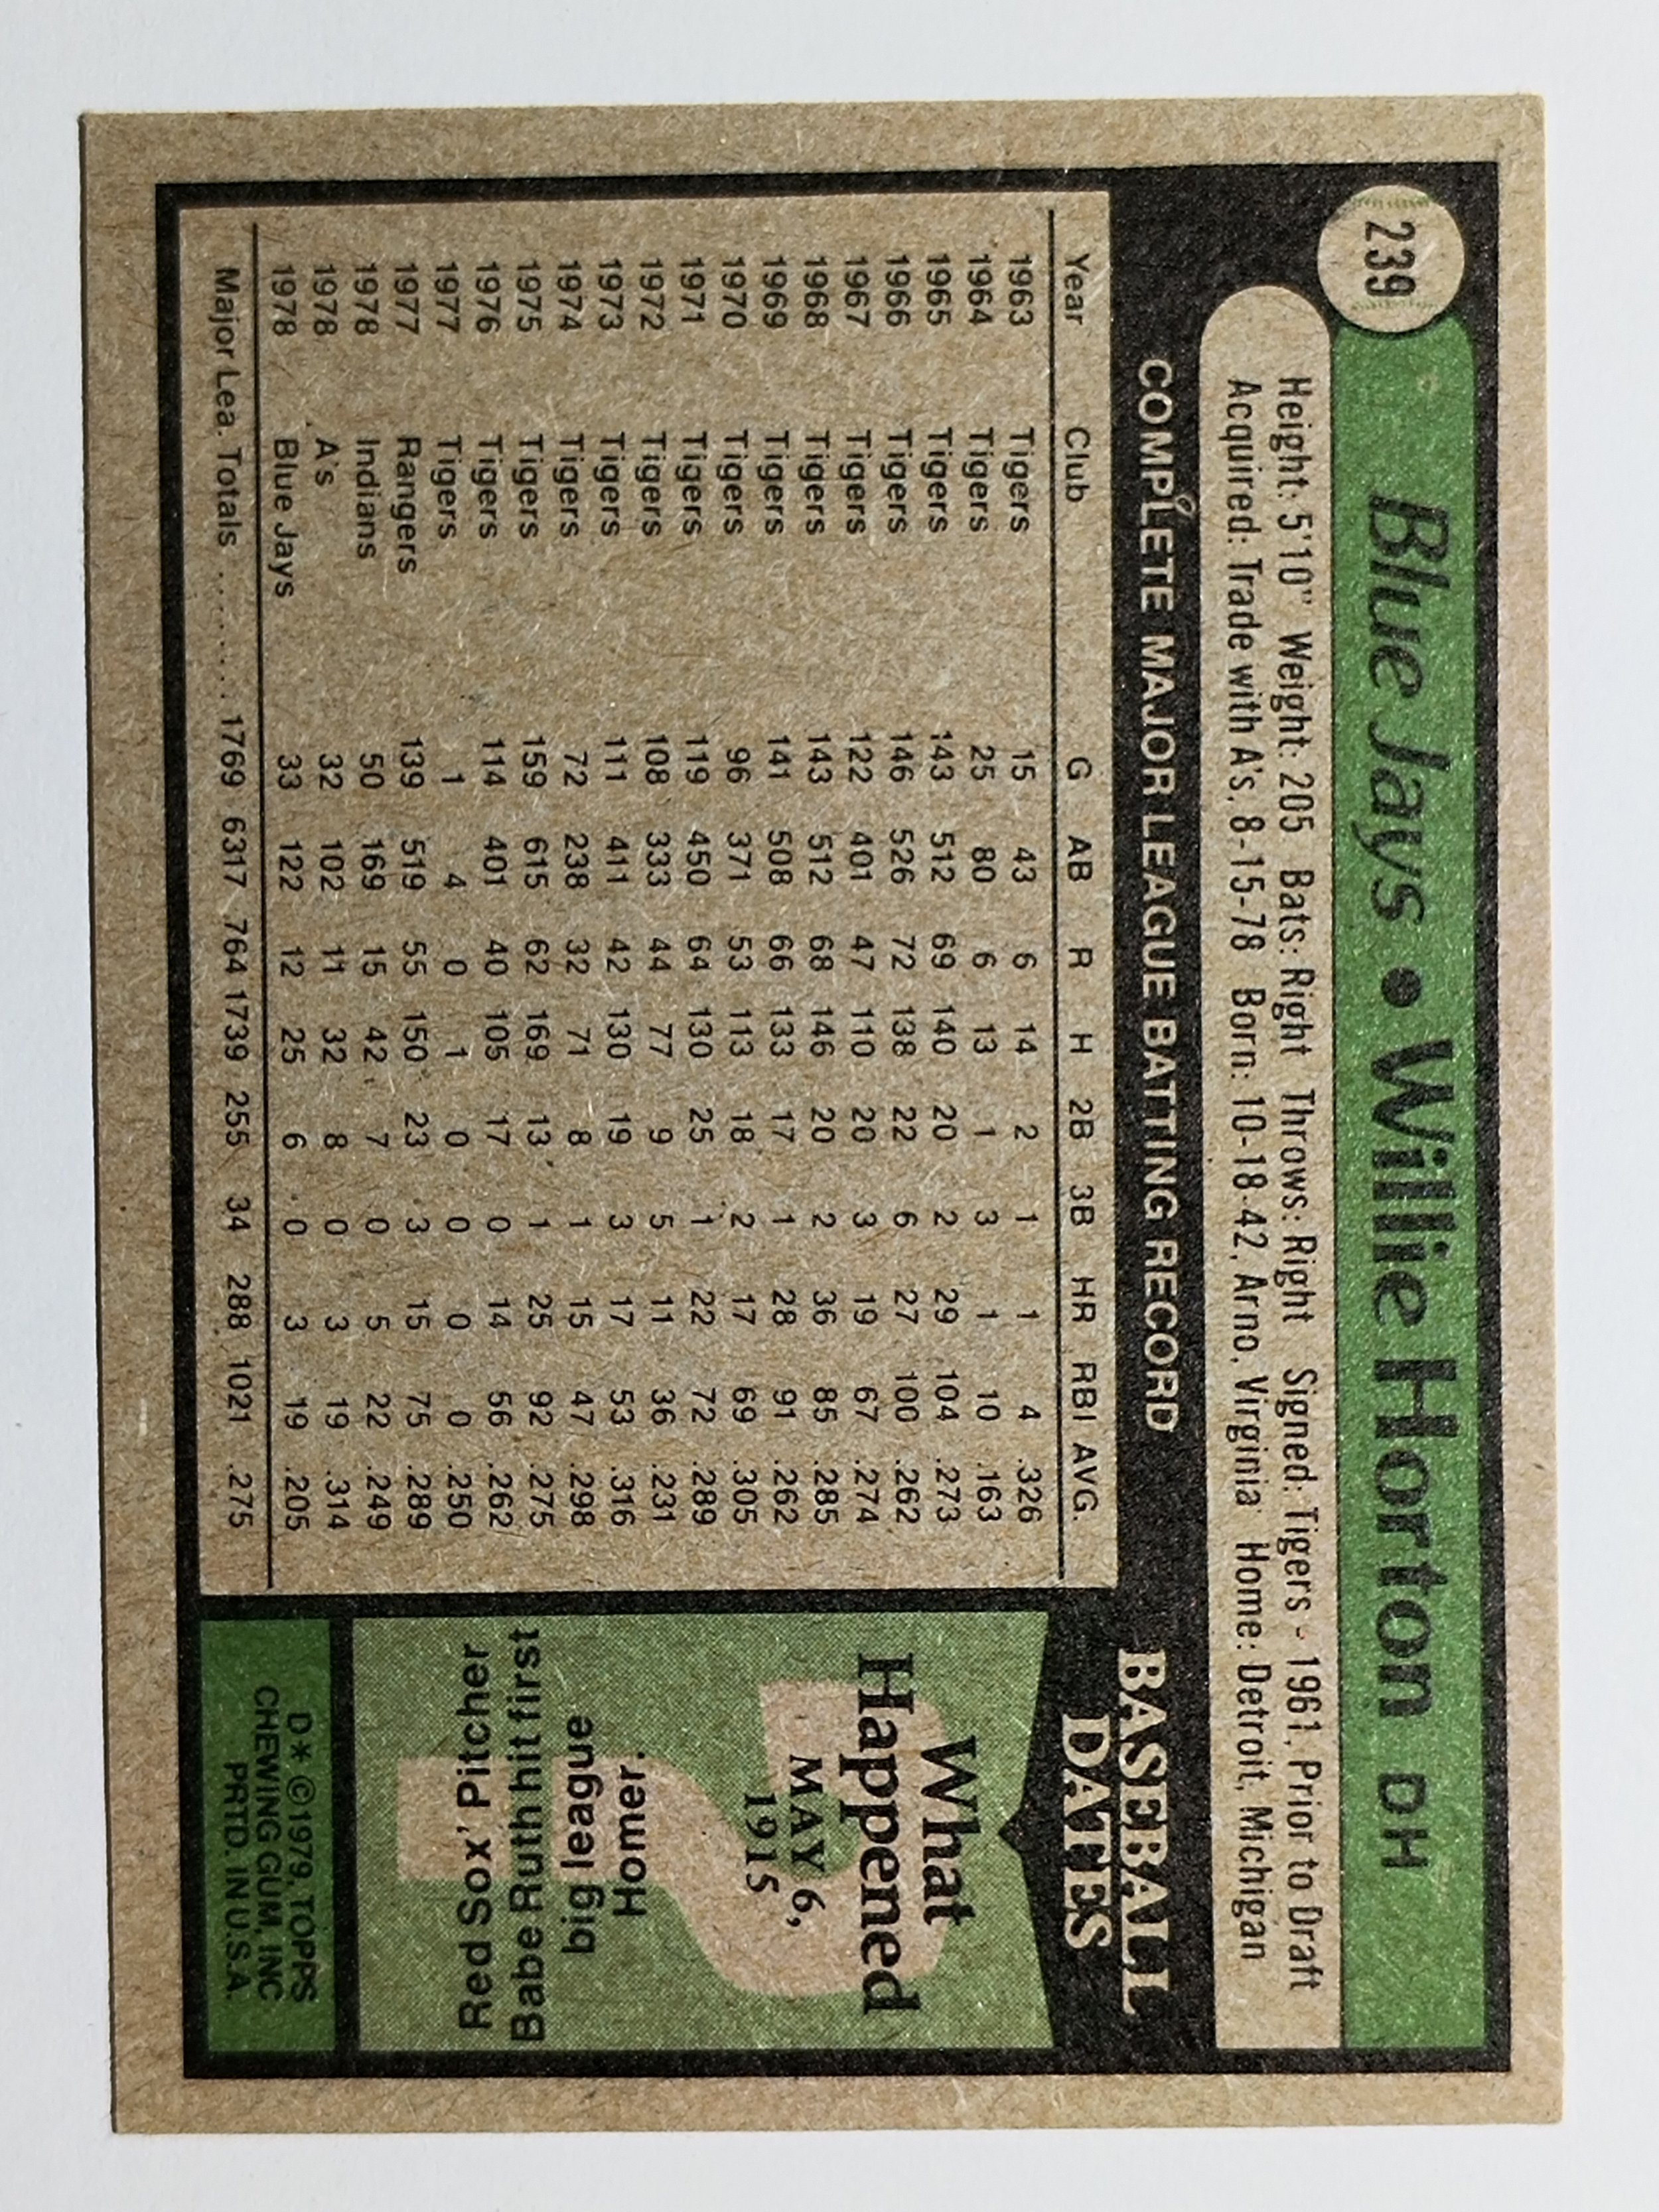 239
Blue Jays • Willie Horton DH
Height: 5'10" Weight: 205 Bats: Right Throws: Right Signed: Tigers - 1961, Prior to Draft
Acquired: Trade with A's, 8-15-78 Born: 10-18-42, Arno, Virginia Home: Detroit, Michigan
COMPLETE MAJOR LEAGUE BATTING RECORD
Year Club G AB R H 2B 3B HR RBI AVG.
1963 Tigers 15 43 6 14 2 1 1 4 .326
1964 Tigers 25 80 6 13 1 3 1 10 .163
1965 Tigers 143 512 69 140 20 2 29 104 .273
1966 Tigers 146 526 72 138 22 6 27 100 .262
1967 Tigers 122 401 47 110 20 3 19 67 .274
1968 Tigers 143 512 68 146 20 2 36 85 .285
1969 Tigers 141 508 66 133 17 1 28 91 .262
1970 Tigers 96 371 53 113 18 2 17 69 .305
1971 Tigers 119 450 64 130 25 1 22 72 .289
1972 Tigers 108 333 44 77 9 5 11 36 .231
1973 Tigers 111 411 42 130 19 3 17 53 .316
1974 Tigers 72 238 32 71 8 1 15 47 .298
1975 Tigers 159 615 62 169 13 1 25 92 .275
1976 Tigers 114 401 40 105 17 0 14 56 .262
1977 Tigers 1 4 0 1 0 0 0 0 .250
1977 Rangers 139 519 55 150 23 3 15 75 .289
1978 Indians 50 169 15 42 7 0 5 22 .249
1978 A's 32 102 11 32 8 0 3 19 .314
1978 Blue Jays 33 122 12 25 6 0 3 19 .205
Major Lea. Totals ........ 1769 6317 764 1739 255 34 288 1021 .275
BASEBALL
DATES
What
Happened
MAY 6,
1915
Red Sox' Pitcher
Babe Ruth hit first
big league
Homer.
D* ©1979, TOPPS
CHEWING GUM, INC
PRTD. IN U.S.A.